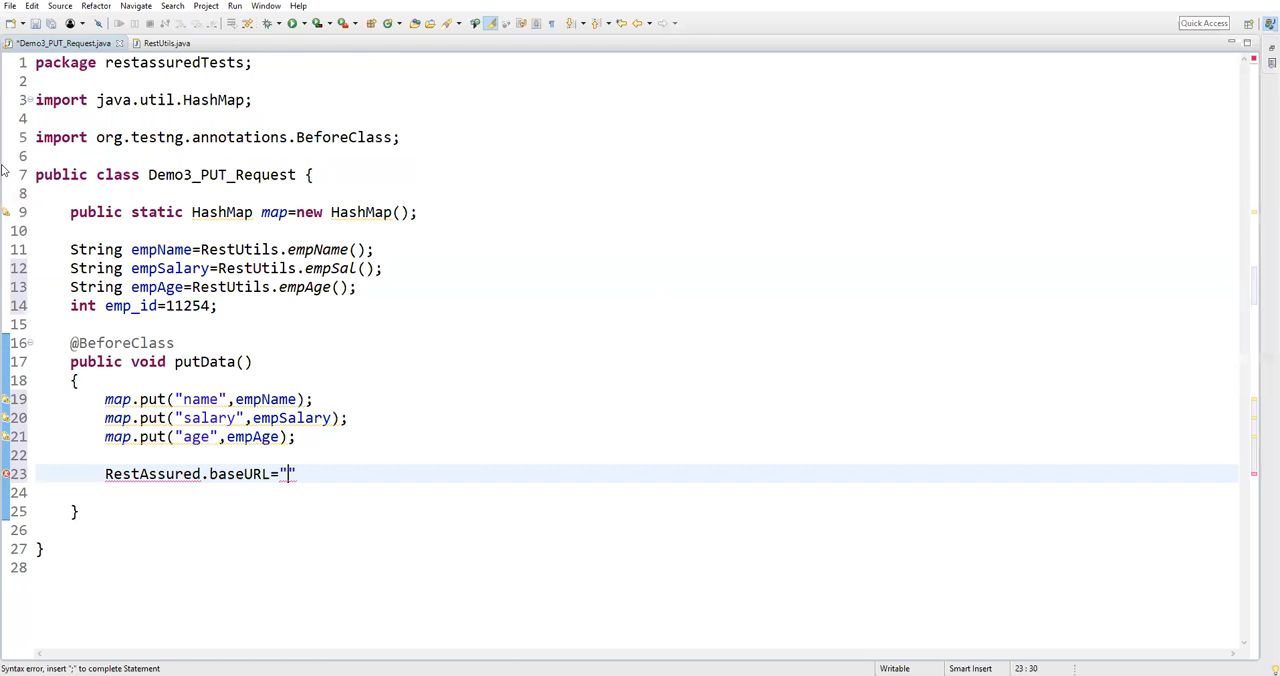 File Edit Source Refactor Navigate Search Project Run Window Help
Quick Access
*Demo3_PUT_Request.java RestUtils.java
1 package restassuredTests;
2
3 import java.util.HashMap;
4
5 import org.testng.annotations.BeforeClass;
6
7 public class Demo3_PUT_Request {
8
9 public static HashMap map=new HashMap();
10
11 String empName=RestUtils.empName();
12 String empSalary=RestUtils.empSal();
13 String empAge=RestUtils.empAge();
14 int emp_id=11254;
15
16 @BeforeClass
17 public void putData()
18 {
19 map.put("name",empName);
20 map.put("salary",empSalary);
21 map.put("age",empAge);
22
23 RestAssured.baseURL=""
24
25 }
26
27 }
28
Syntax error, insert ";" to complete Statement Writable Smart Insert 23:30